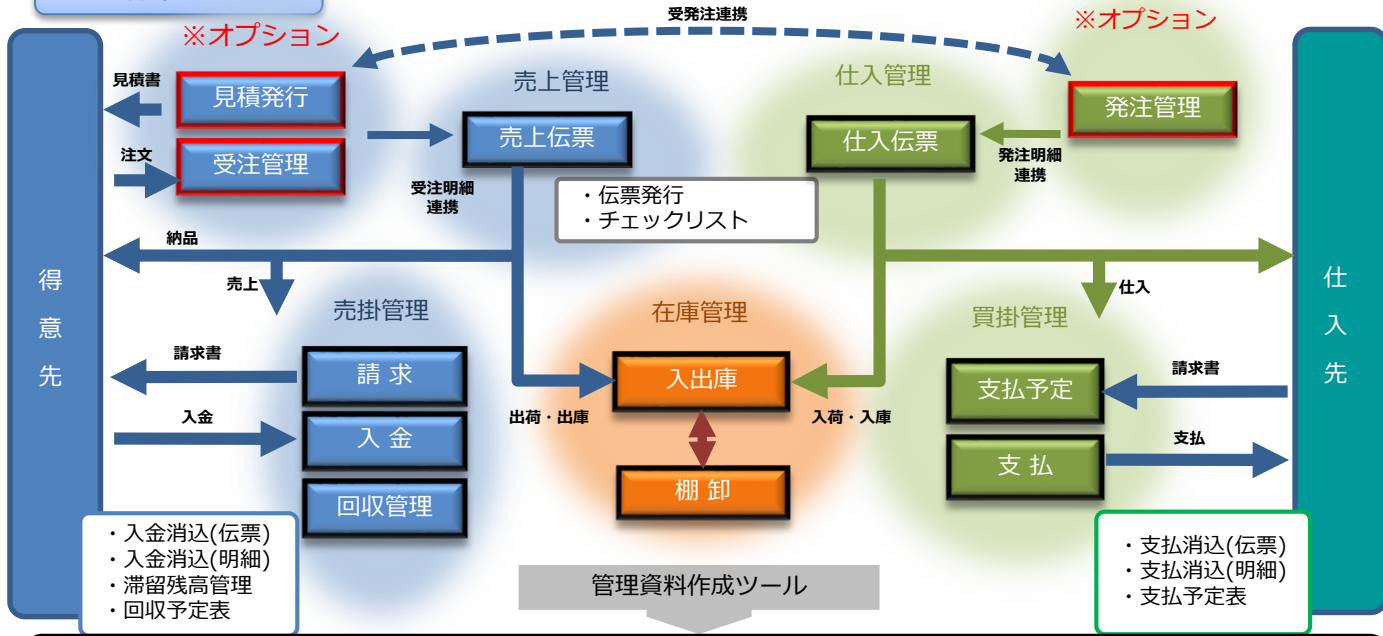 受発注連携
※オプション
※オプション
見積書
見積発行
注文
受注管理
売上管理
売上伝票
受注明細
連携
仕入管理
仕入伝票
発注管理
発注明細
連携
・伝票発行
・チェックリスト
納品
売上
仕入
得意先
仕入先
売掛管理
請求書
請 求
入金
入 金
回収管理
在庫管理
入出庫
出荷・出庫
入荷・入庫
棚 卸
買掛管理
支払予定
請求書
支 払
支払
・入金消込(伝票)
・入金消込(明細)
・滞留残高管理
・回収予定表
・支払消込(伝票)
・支払消込(明細)
・支払予定表
管理資料作成ツール